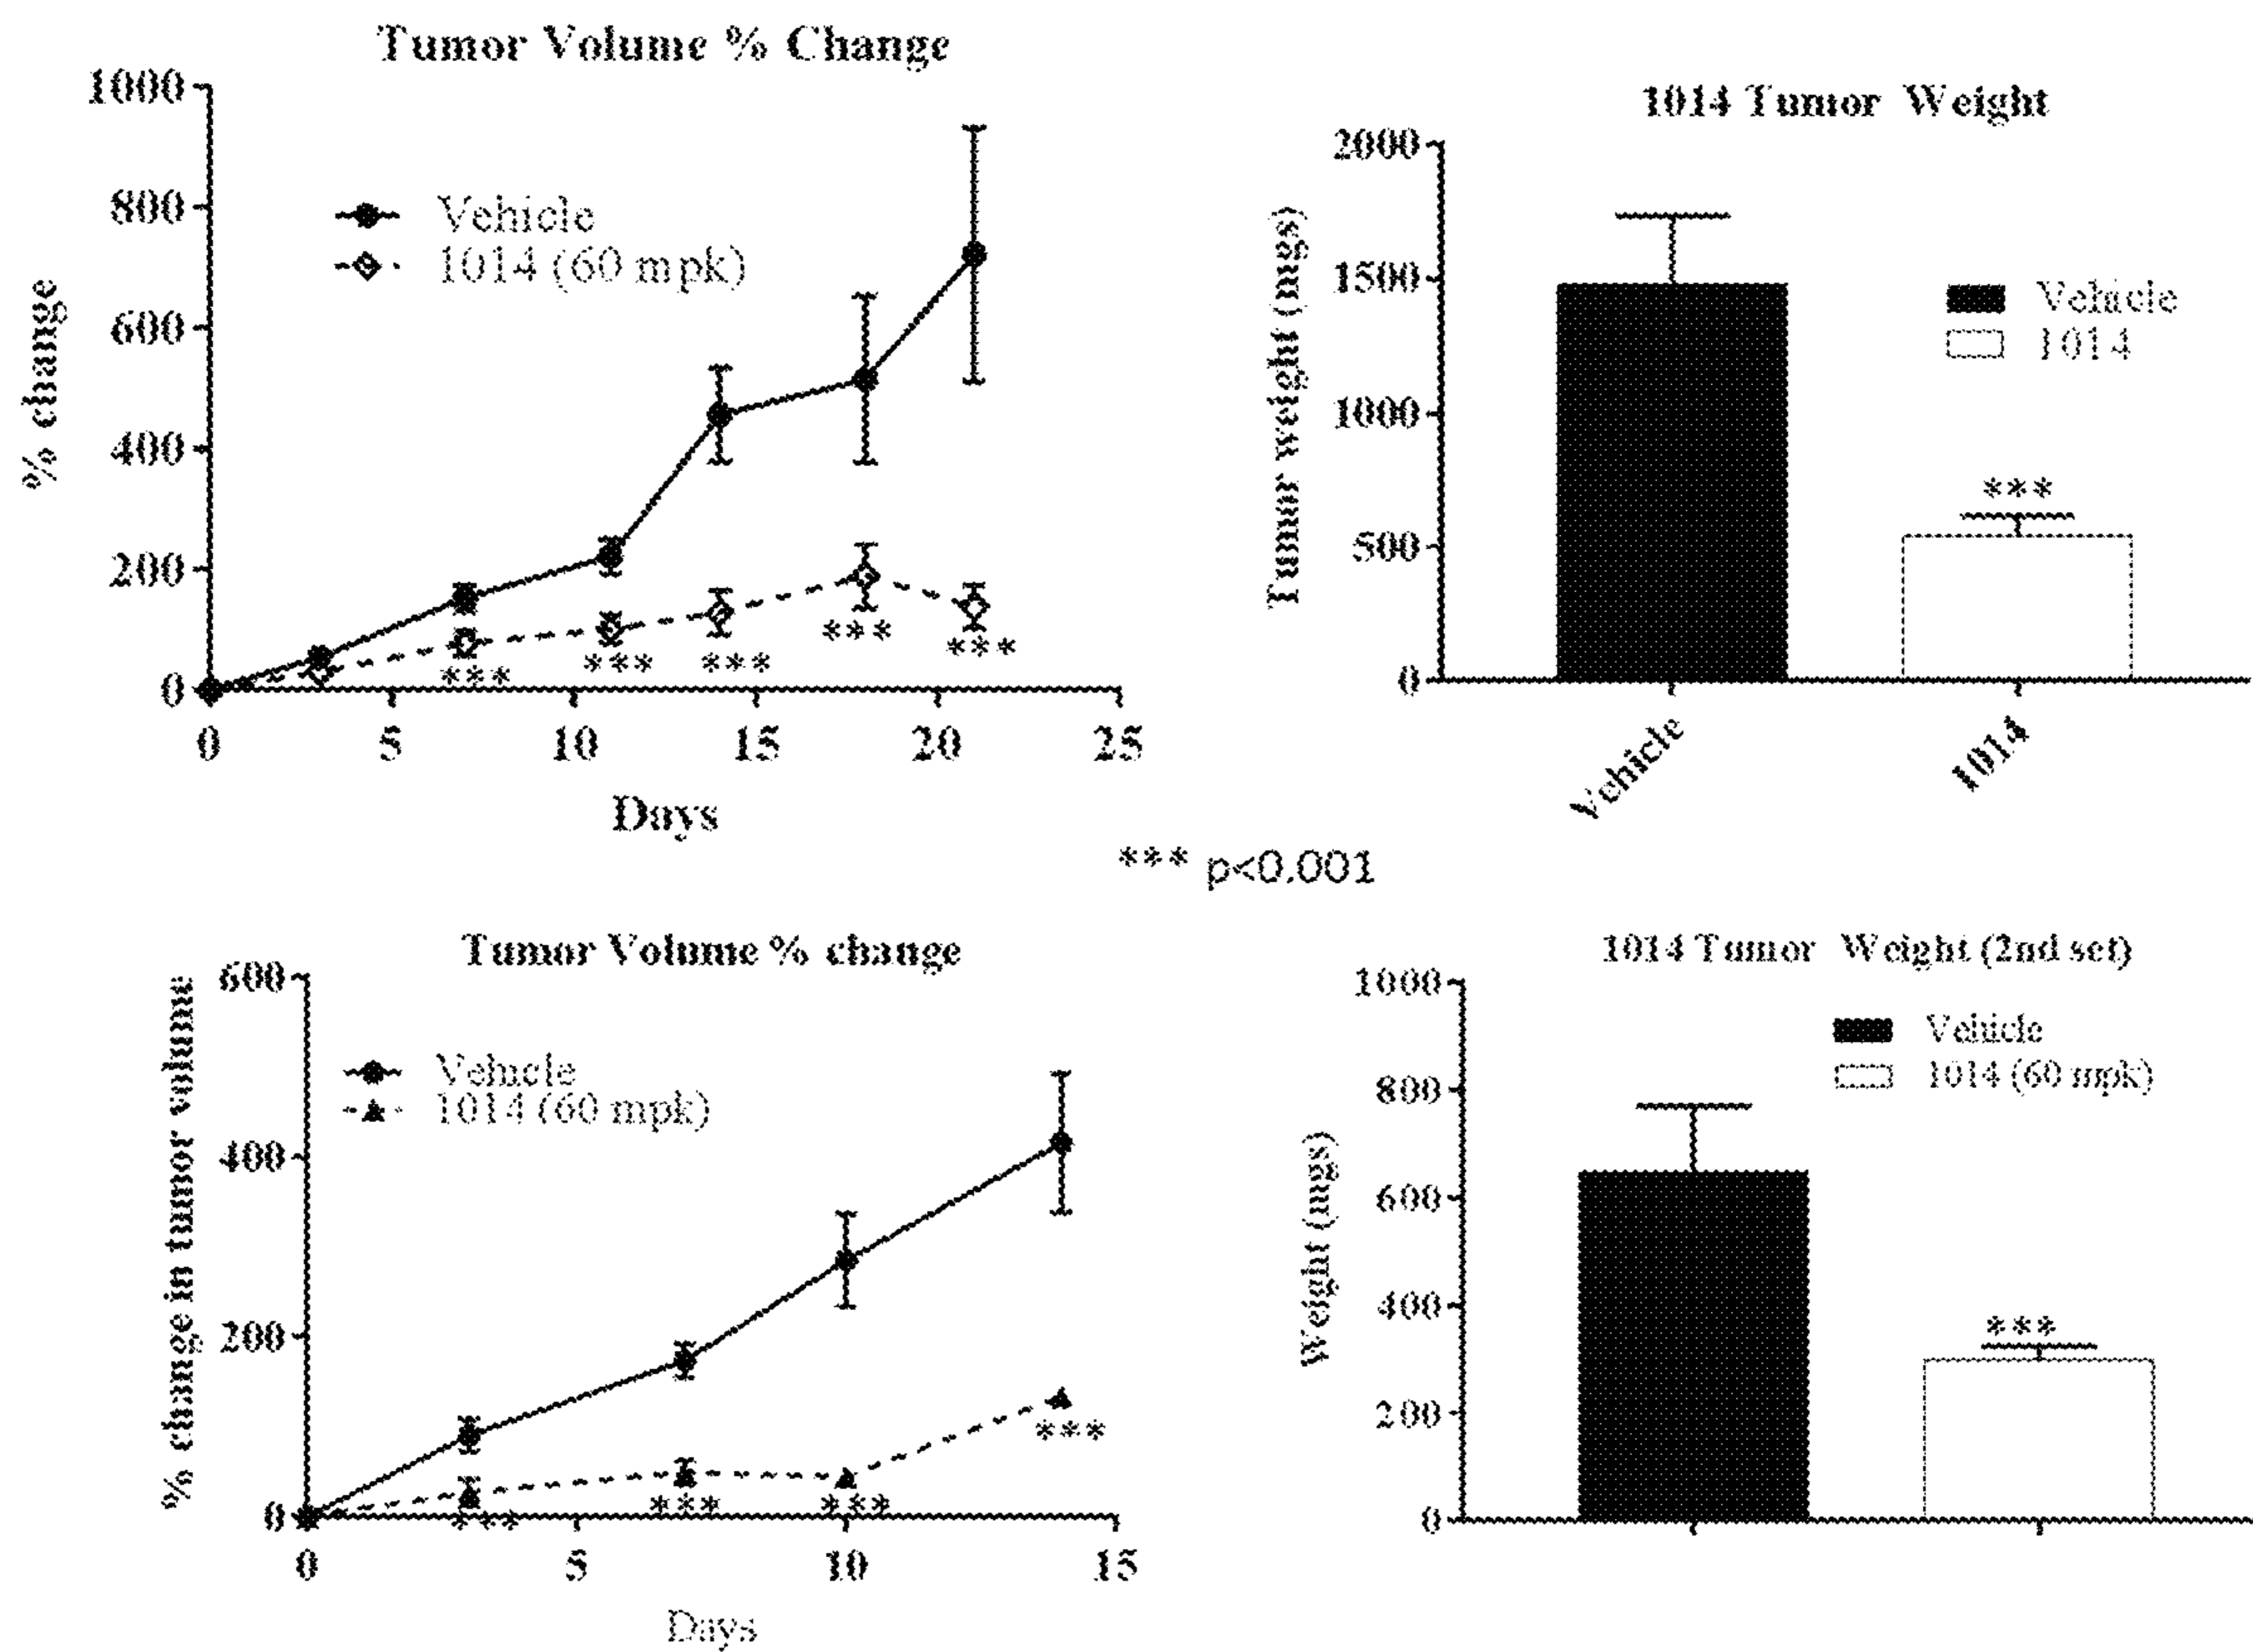 Tumor Volume % Change
% change
1000
800
600
400
200
0
Vehicle
1014 (60 mpk)
***
***
***
***
***
0 5 10 15 20 25
Days
1014 Tumor Weight
Tumor weight (mgs)
2000
1500
1000
500
0
Vehicle
1014
***
Vehicle 1014
*** p<0.001
Tumor Volume % change
% change in tumor volume
600
400
200
0
Vehicle
1014 (60 mpk)
***
***
***
***
0 5 10 15
Days
1014 Tumor Weight (2nd set)
Weight (mgs)
1000
800
600
400
200
0
Vehicle
1014 (60 mpk)
***